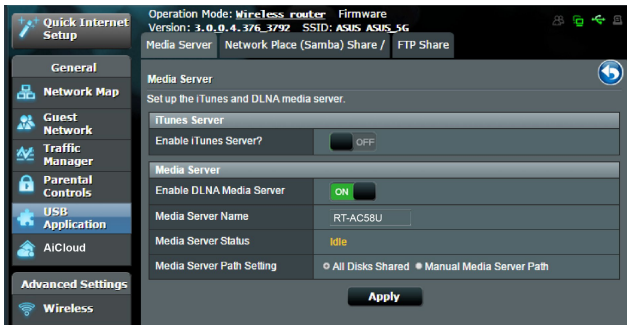 Quick Internet
Setup
Operation Mode: Wireless router Firmware
Version: 3.0.0.4.376_3792 SSID: ASUS ASUS_5G
Media Server Network Place (Samba) Share / FTP Share
General
Network Map
Guest
Network
Traffic
Manager
Parental
Controls
USB
Application
AiCloud
Advanced Settings
Wireless
Media Server
Set up the iTunes and DLNA media server.
iTunes Server
Enable iTunes Server? OFF
Media Server
Enable DLNA Media Server ON
Media Server Name RT-AC58U
Media Server Status Idle
Media Server Path Setting All Disks Shared Manual Media Server Path
Apply